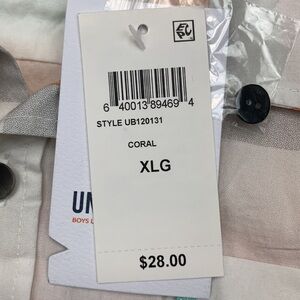 6 40013 89469 4
STYLE UB120131
CORAL
XLG
UN
BOYS
$28.00